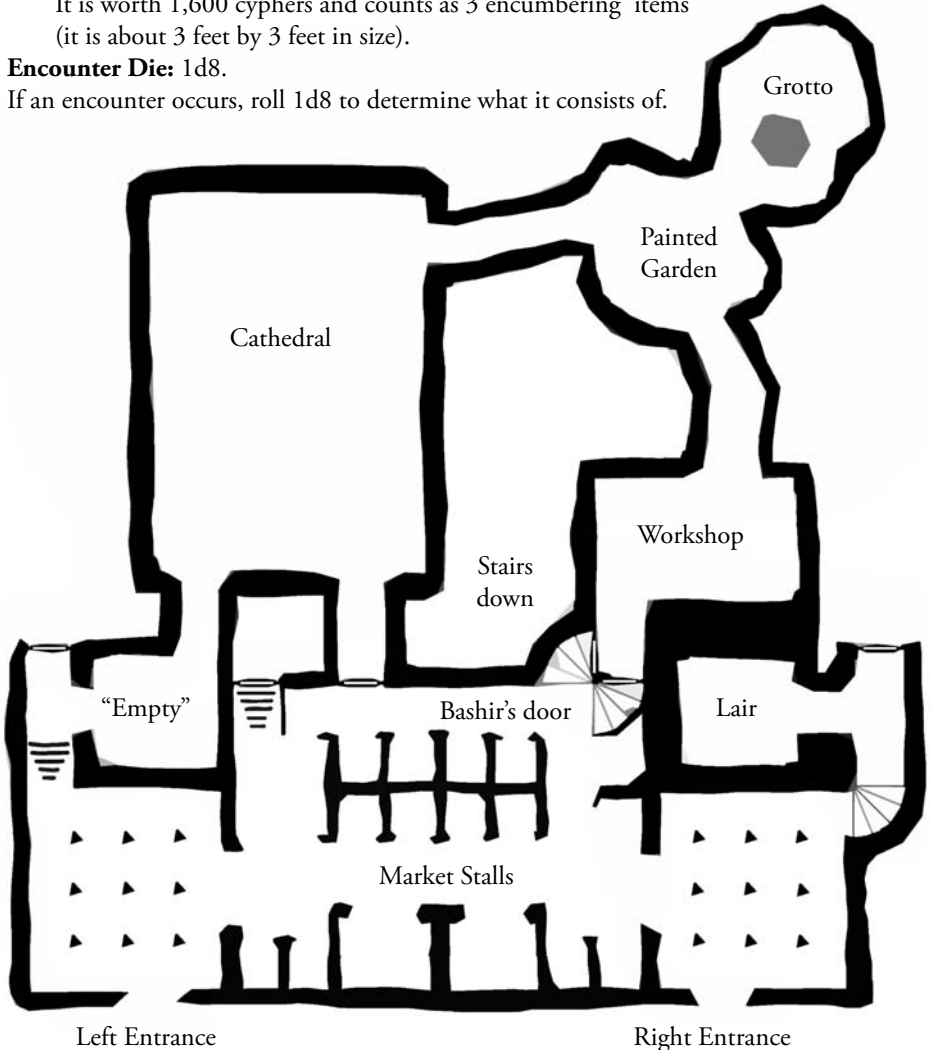 It is worth 1,600 cyphers and counts as 3 encumbering items
(it is about 3 feet by 3 feet in size).
Encounter Die: 1d8.
If an encounter occurs, roll 1d8 to determine what it consists of.
Grotto
Painted
Garden
Cathedral
Workshop
Stairs
down
“Empty”
Bashir’s door
Lair
Market Stalls
Left Entrance
Right Entrance